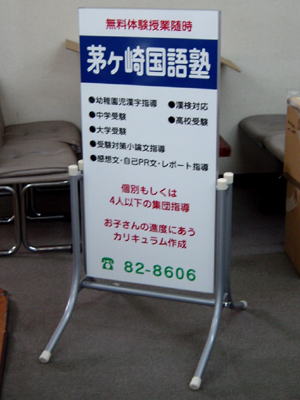 無料体験授業随時
茅ケ崎国語塾
●幼稚園児漢字指導 ●漢検対応
●中学受験 ●高校受験
●大学受験
●受験対策小論文指導
●感想文・自己PR文・レポート指導
個別もしくは
4人以下の集団指導
お子さんの進度にあう
カリキュラム作成
☎ 82-8606